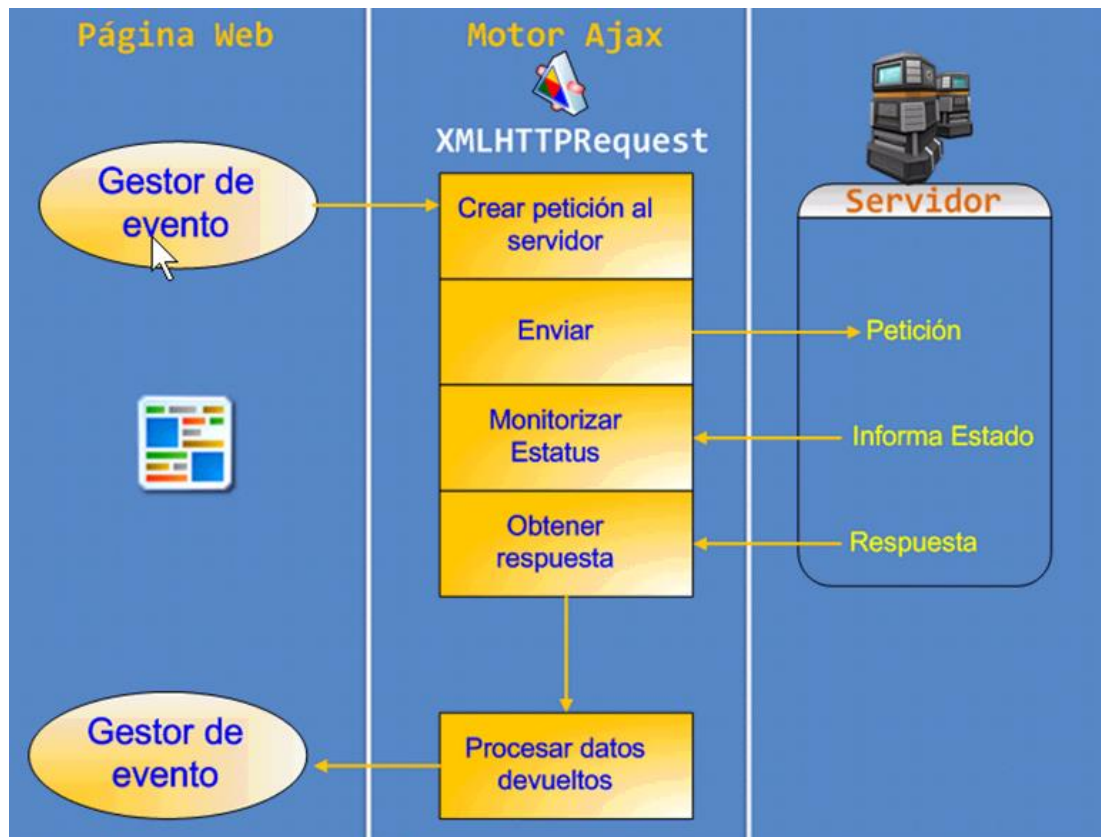 Página Web
Motor Ajax
XMLHTTPRequest
Servidor
Gestor de
evento
Crear petición al
servidor
Enviar
Petición
Monitorizar
Estatus
Informa Estado
Obtener
respuesta
Respuesta
Procesar datos
devueltos
Gestor de
evento